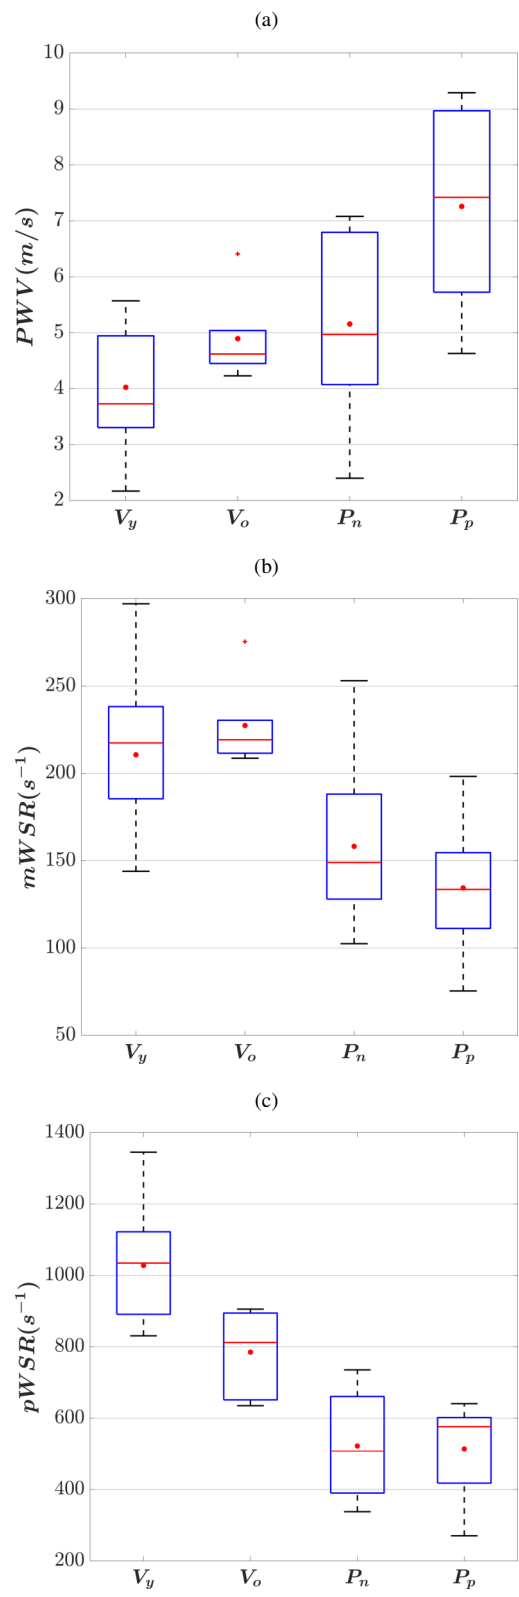 (a)
10
9
8
7
6
5
4
3
2
PWV(m/s)
V_y V_o P_n P_p
(b)
300
250
200
150
100
50
mWSR(s^{-1})
V_y V_o P_n P_p
(c)
1400
1200
1000
800
600
400
200
pWSR(s^{-1})
V_y V_o P_n P_p